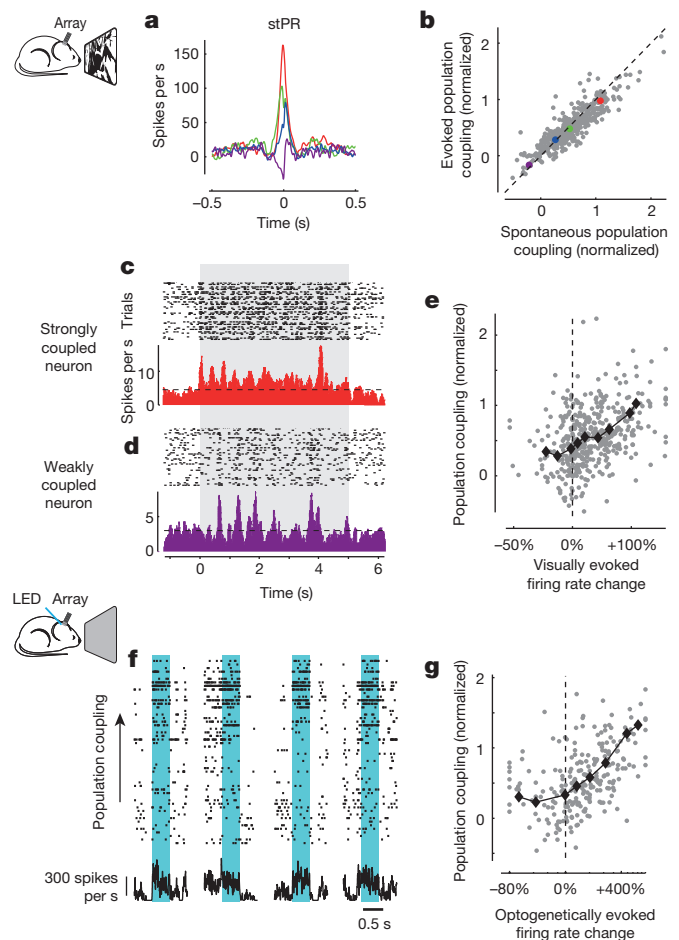 Array
a
stPR
Spikes per s
150
100
50
0
−0.5
0
0.5
Time (s)
b
Evoked population
coupling (normalized)
2
1
0
0
1
2
Spontaneous population
coupling (normalized)
c
Strongly
coupled
neuron
Trials
Spikes per s
10
0
d
Weakly
coupled
neuron
5
0
0
2
4
6
Time (s)
e
Population coupling (normalized)
2
1
0
−50%
0%
+100%
Visually evoked
firing rate change
LED
Array
f
Population coupling
300 spikes
per s
0.5 s
g
Population coupling (normalized)
2
1
0
−80%
0%
+400%
Optogenetically evoked
firing rate change